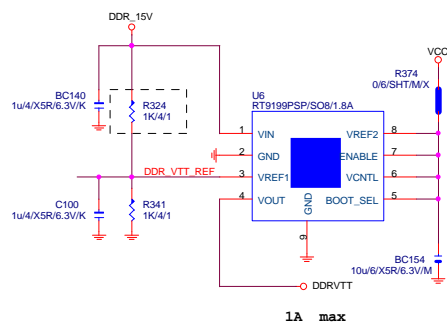 DDR_15V
VCC
R374
0/6/SHT/M/X
BC140
1u/4/X5R/6.3V/K
R324
1K/4/1
U6
RT9199PSP/SO8/1.8A
1 VIN VREF2 8
2 GND ENABLE 7
3 VREF1 VCNTL 6
4 VOUT BOOT_SEL 5
GND
9
DDR_VTT_REF
C100
1u/4/X5R/6.3V/K
R341
1K/4/1
BC154
10u/6/X5R/6.3V/M
DDRVTT
1A max